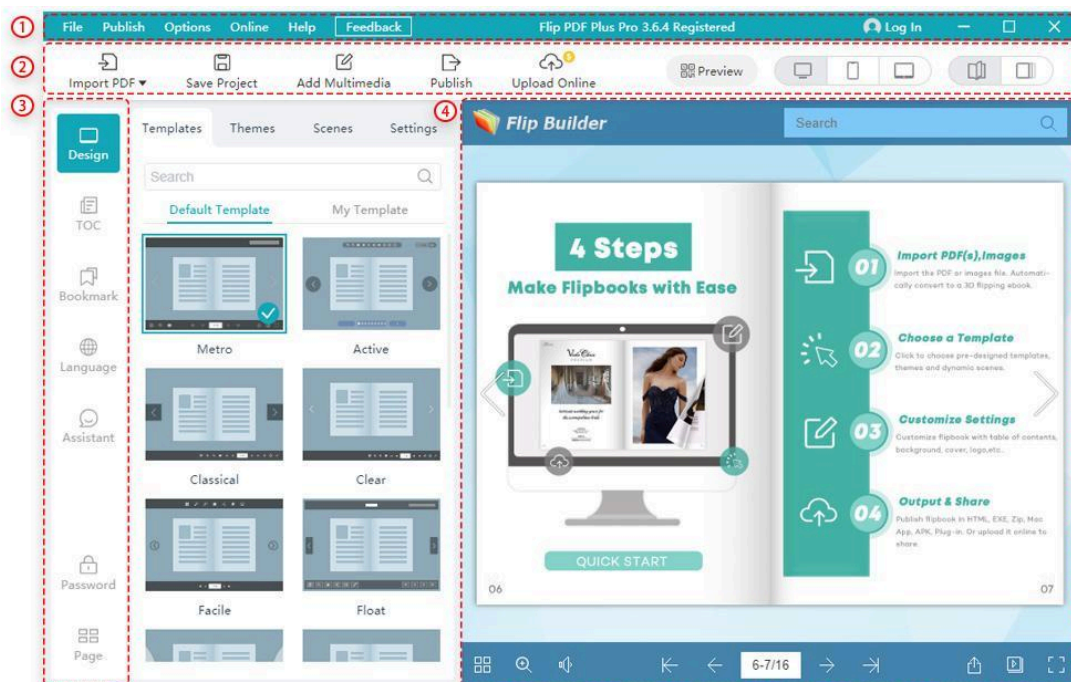 ① File Publish Options Online Help Feedback Flip PDF Plus Pro 3.6.4 Registered Log In
② Import PDF Save Project Add Multimedia Publish Upload Online Preview
③
Design
TOC
Bookmark
Language
Assistant
Password
Page
Templates Themes Scenes Settings
Search
Default Template My Template
Metro Active
Classical Clear
Facile Float
④ Flip Builder Search
4 Steps
Make Flipbooks with Ease
QUICK START
06
01 Import PDF(s),Images
Import the PDF or images file. Automati-
cally convert to a 3D flipping ebook.
02 Choose a Template
Click to choose pre-designed templates,
themes and dynamic scenes.
03 Customize Settings
Customize flipbook with table of contents,
background, cover, logo,etc..
04 Output & Share
Publish flipbook in HTML, EXE, Zip, Mac
App, APK, Plug-in. Or upload it online to
share.
07
6-7/16